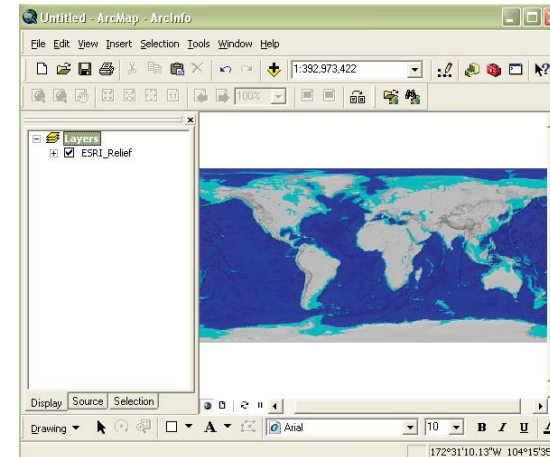 Untitled - ArcMap - ArcInfo
File Edit View Insert Selection Tools Window Help
1:392,973,422
100%
Layers
ESRI_Relief
Display Source Selection
Drawing A Arial 10 B I U A
172°31'10.13"W 104°15'35